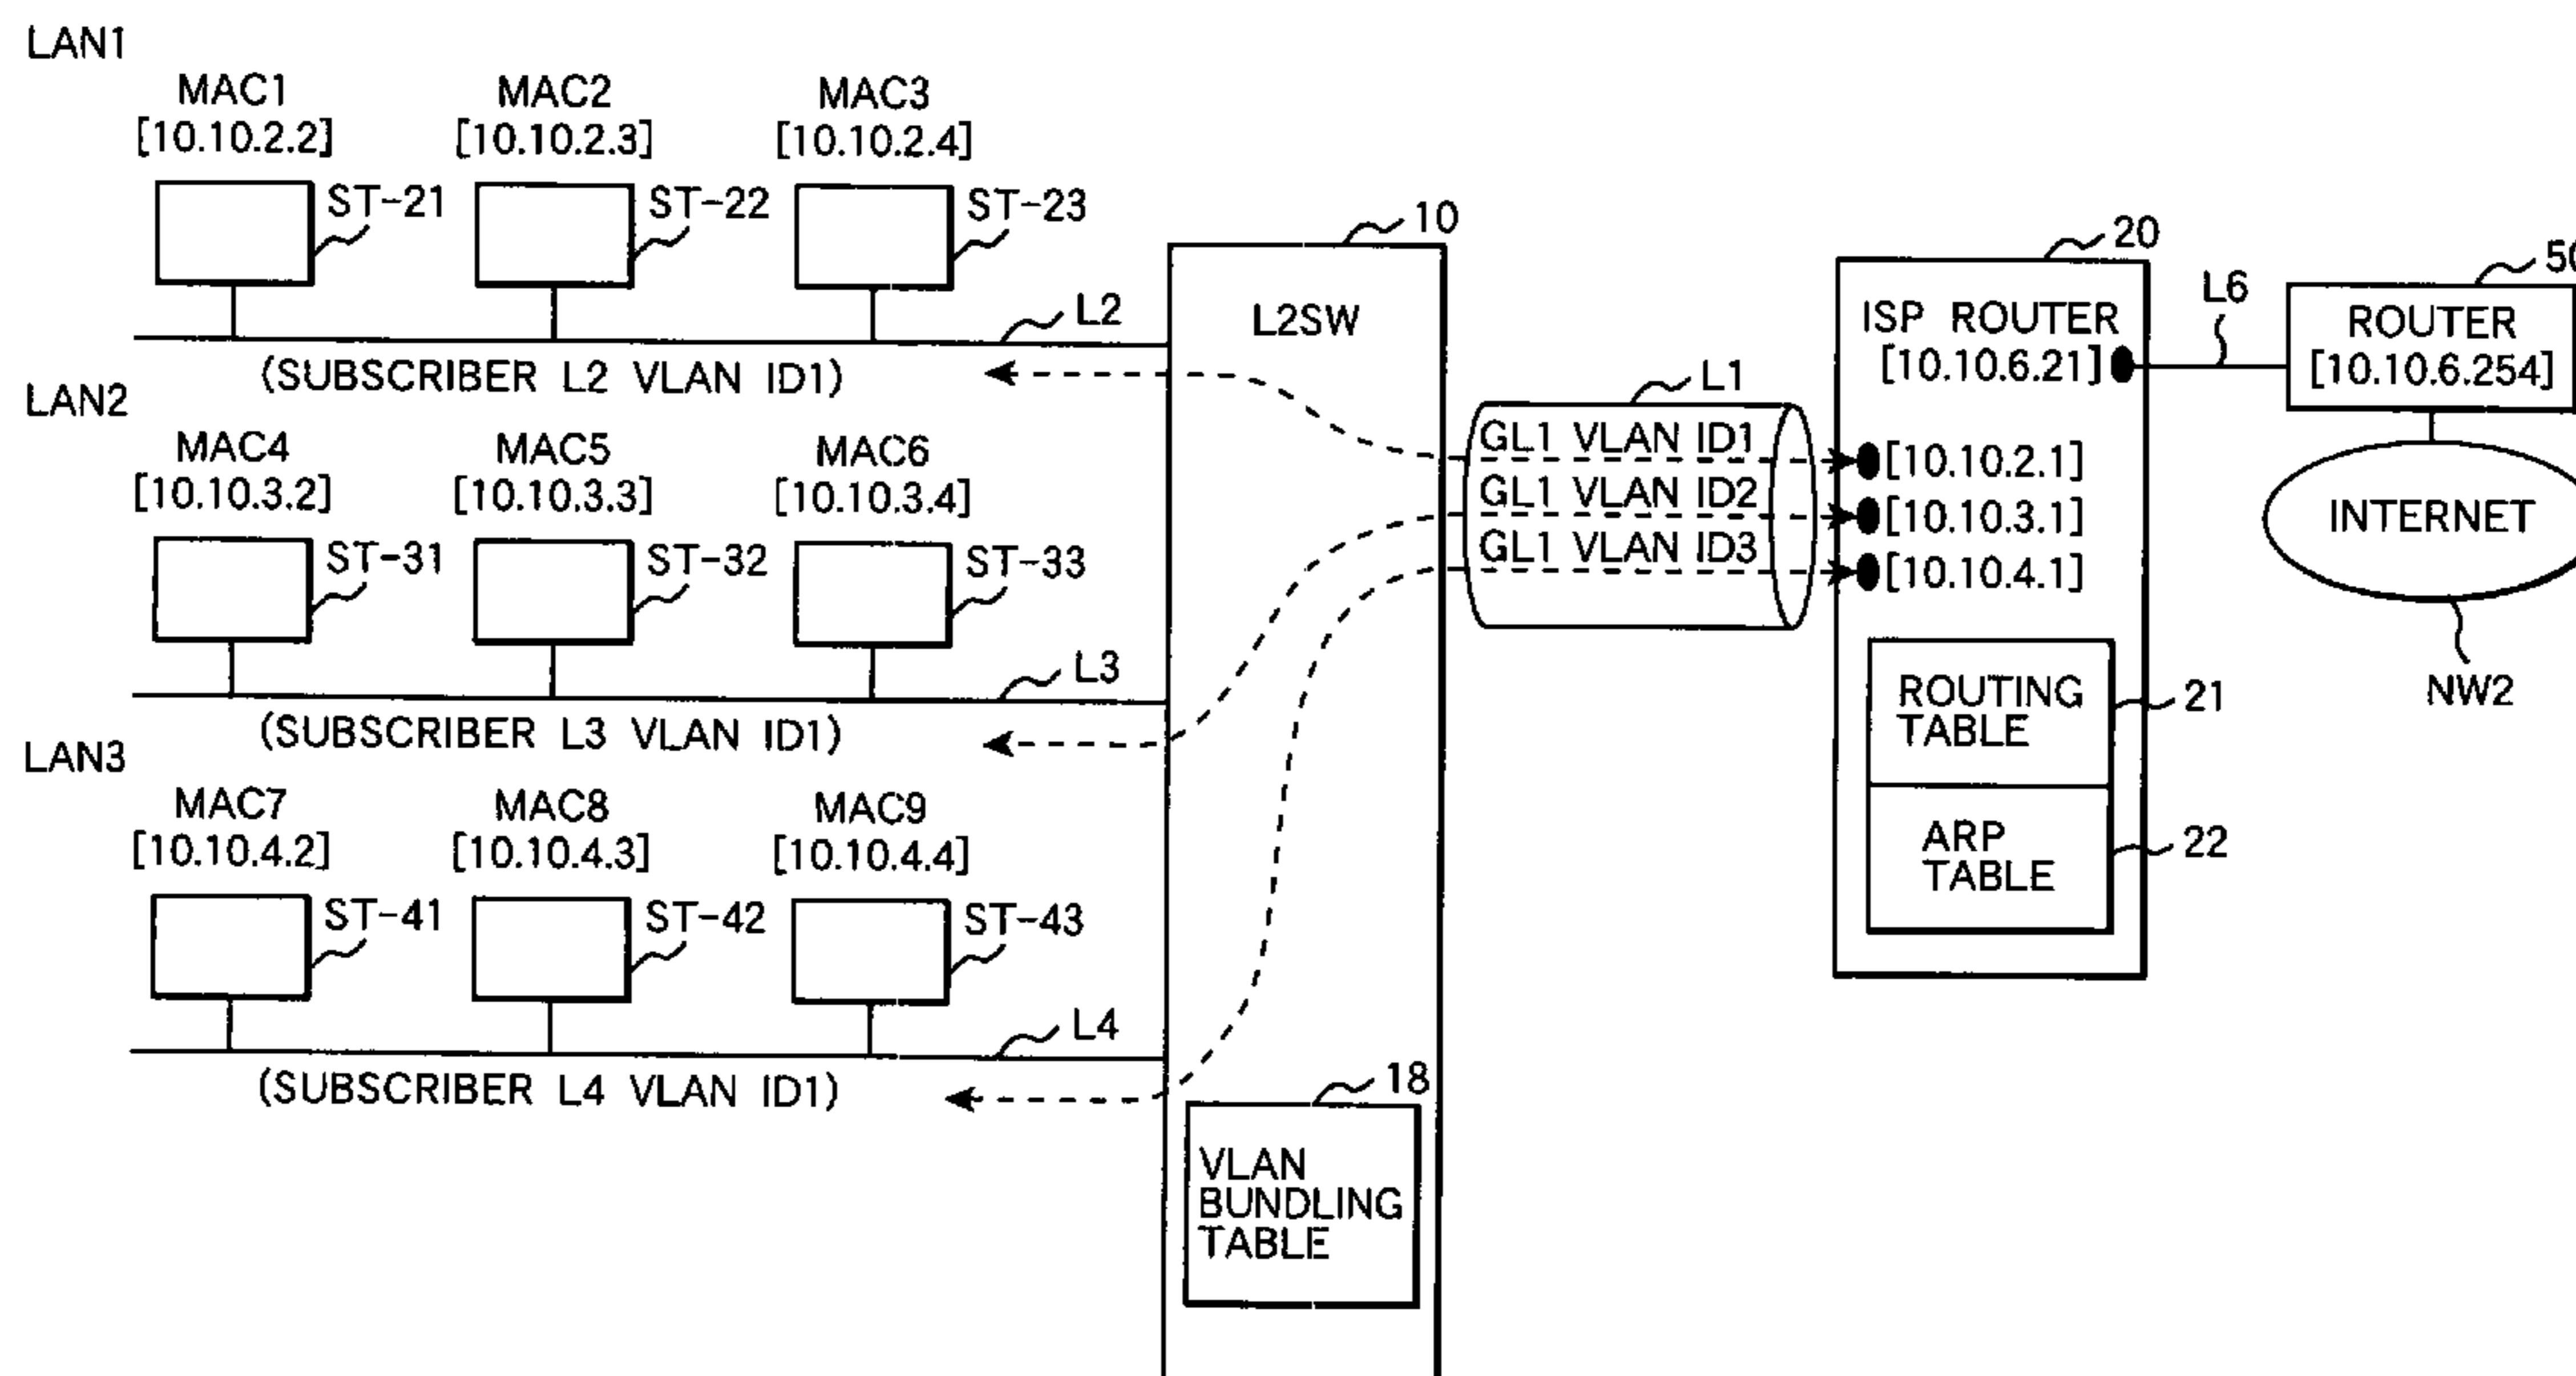 LAN1
MAC1 MAC2 MAC3
[10.10.2.2] [10.10.2.3] [10.10.2.4]
ST-21 ST-22 ST-23
L2
(SUBSCRIBER L2 VLAN ID1)
LAN2
MAC4 MAC5 MAC6
[10.10.3.2] [10.10.3.3] [10.10.3.4]
ST-31 ST-32 ST-33
L3
(SUBSCRIBER L3 VLAN ID1)
LAN3
MAC7 MAC8 MAC9
[10.10.4.2] [10.10.4.3] [10.10.4.4]
ST-41 ST-42 ST-43
L4
(SUBSCRIBER L4 VLAN ID1)
10
L2SW
18
VLAN
BUNDLING
TABLE
L1
GL1 VLAN ID1
GL1 VLAN ID2
GL1 VLAN ID3
20
ISP ROUTER
[10.10.6.21]
[10.10.2.1]
[10.10.3.1]
[10.10.4.1]
ROUTING
TABLE
21
ARP
TABLE
22
L6
ROUTER
[10.10.6.254]
INTERNET
NW2